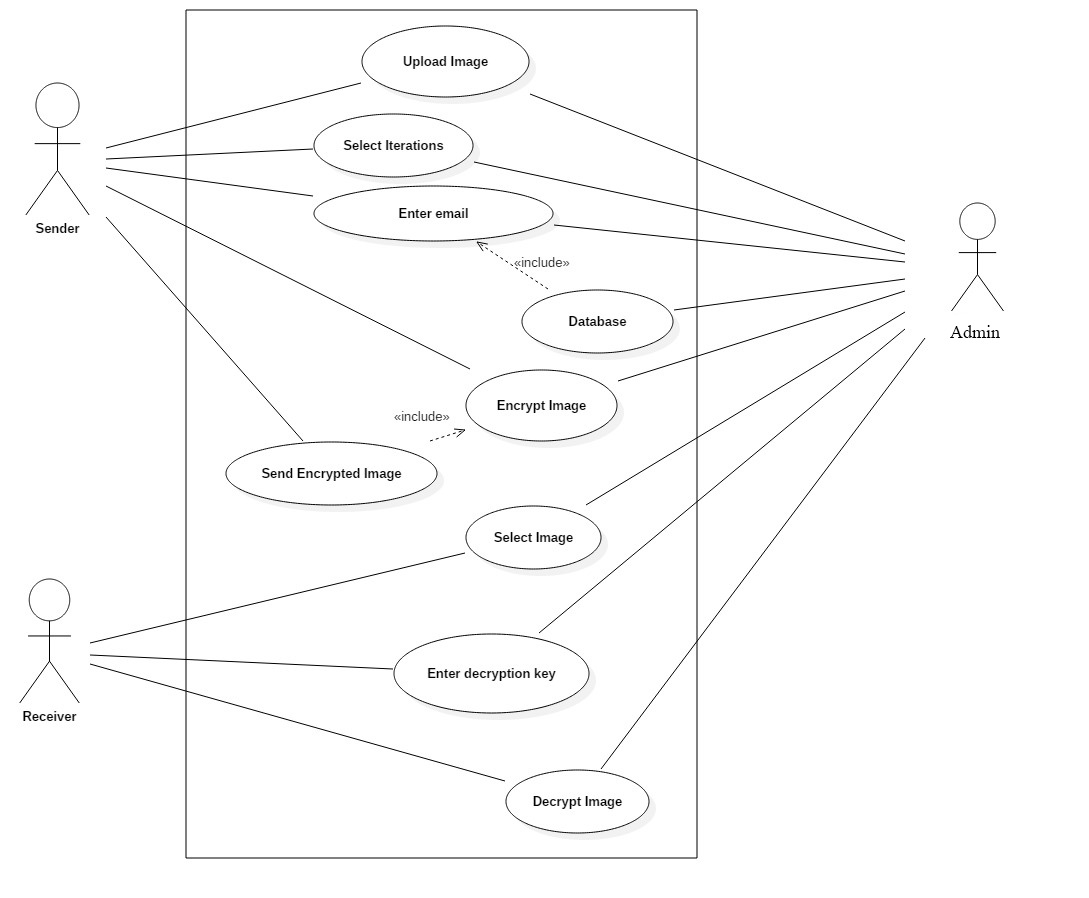 Upload Image
Select Iterations
Sender
Enter email
«include»
Database
Admin
Encrypt Image
«include»
Send Encrypted Image
Select Image
Enter decryption key
Receiver
Decrypt Image